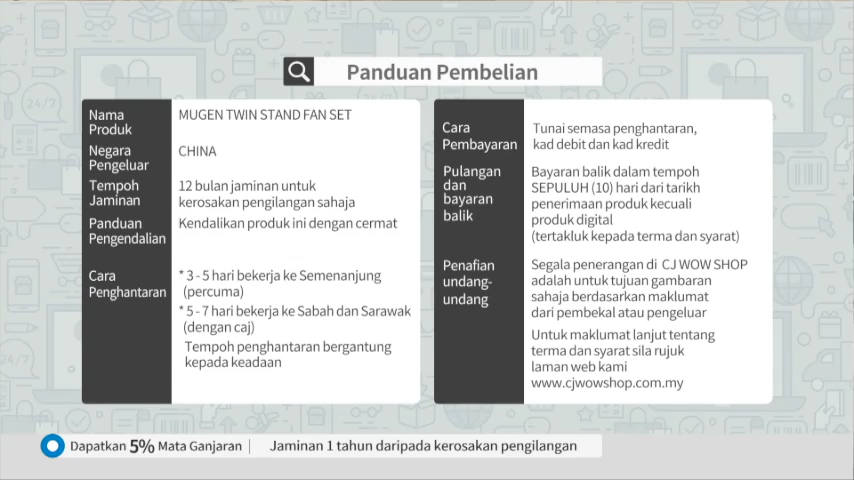 Panduan Pembelian
Nama
Produk
MUGEN TWIN STAND FAN SET
Negara
Pengeluar
CHINA
Tempoh
Jaminan
12 bulan jaminan untuk
kerosakan pengilangan sahaja
Panduan
Pengendalian
Kendalikan produk ini dengan cermat
Cara
Penghantaran
* 3 - 5 hari bekerja ke Semenanjung
(percuma)
* 5 - 7 hari bekerja ke Sabah dan Sarawak
(dengan caj)
Tempoh penghantaran bergantung
kepada keadaan
Cara
Pembayaran
Tunai semasa penghantaran,
kad debit dan kad kredit
Pulangan
dan
bayaran
balik
Bayaran balik dalam tempoh
SEPULUH (10) hari dari tarikh
penerimaan produk kecuali
produk digital
(tertakluk kepada terma dan syarat)
Penafian
undang-
undang
Segala penerangan di CJ WOW SHOP
adalah untuk tujuan gambaran
sahaja berdasarkan maklumat
dari pembekal atau pengeluar
Untuk maklumat lanjut tentang
terma dan syarat sila rujuk
laman web kami
www.cjwowshop.com.my
Dapatkan 5% Mata Ganjaran | Jaminan 1 tahun daripada kerosakan pengilangan
24/7
24/7